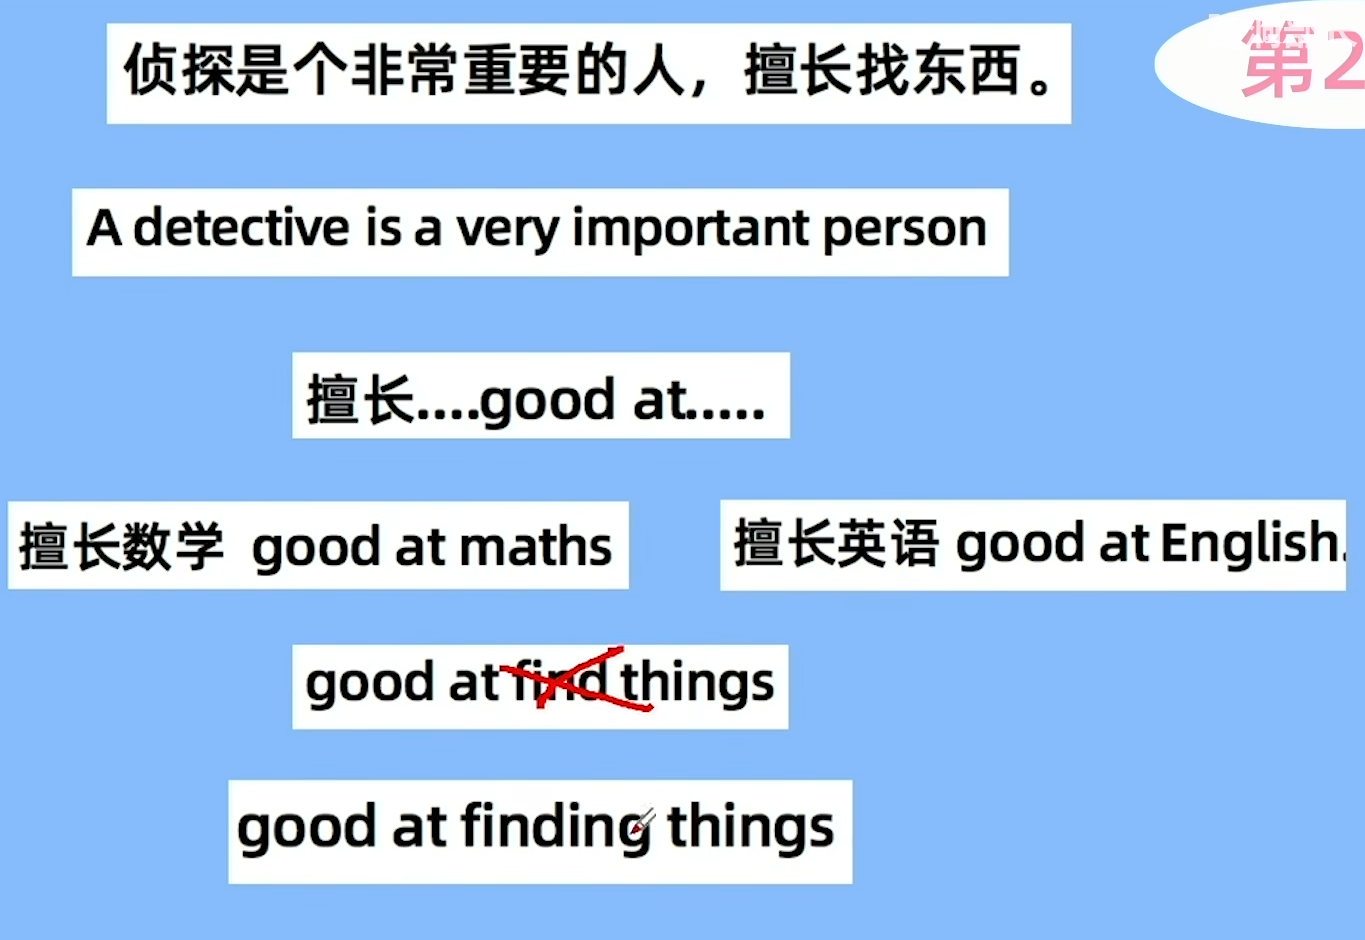 侦探是个非常重要的人，擅长找东西。
第2
A detective is a very important person
擅长....good at.....
擅长数学 good at maths
擅长英语 good at English.
good at find things
good at finding things